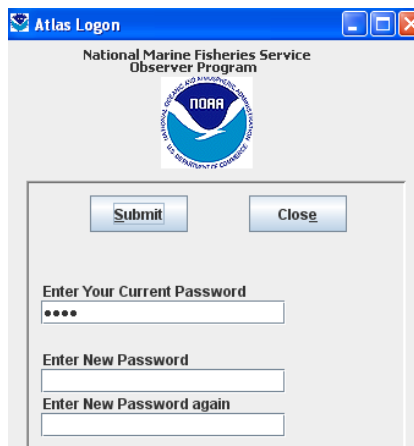 Atlas Logon
National Marine Fisheries Service
Observer Program
NATIONAL OCEANIC AND ATMOSPHERIC ADMINISTRATION
NOAA
U.S. DEPARTMENT OF COMMERCE
Submit
Close
Enter Your Current Password
Enter New Password
Enter New Password again